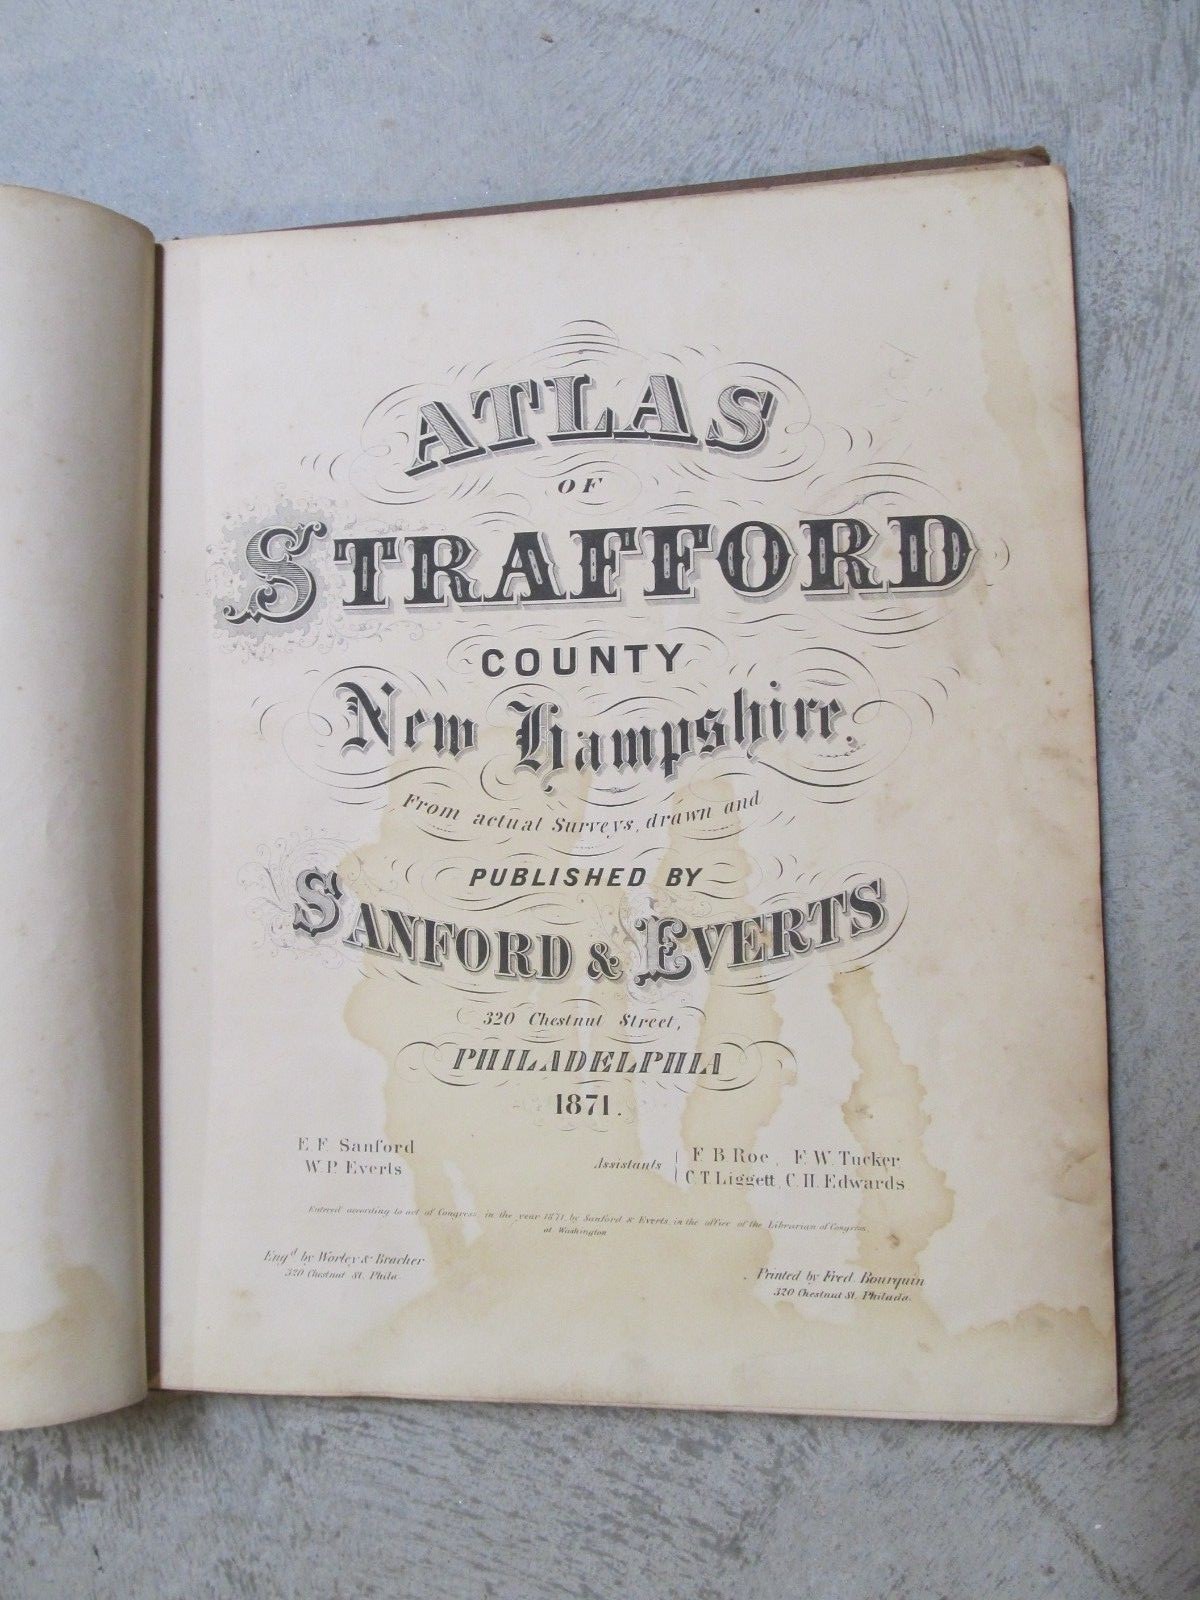 ATLAS
OF
STRAFFORD
COUNTY
New Hampshire.
From actual Surveys, drawn and
PUBLISHED BY
SANFORD & EVERTS
320 Chestnut Street,
PHILADELPHIA
1871.
E. F. Sanford
W. P. Everts
Assistants
F. B Roe, F. W. Tucker
C. T. Liggett, C. H. Edwards
Entered according to act of Congress in the year 1871, by Sanford & Everts in the office of the Librarian of Congress
at Washington
Engd by Worley & Bracher
320 Chestnut St. Phila
Printed by Fred. Bourquin
320 Chestnut St. Philada.